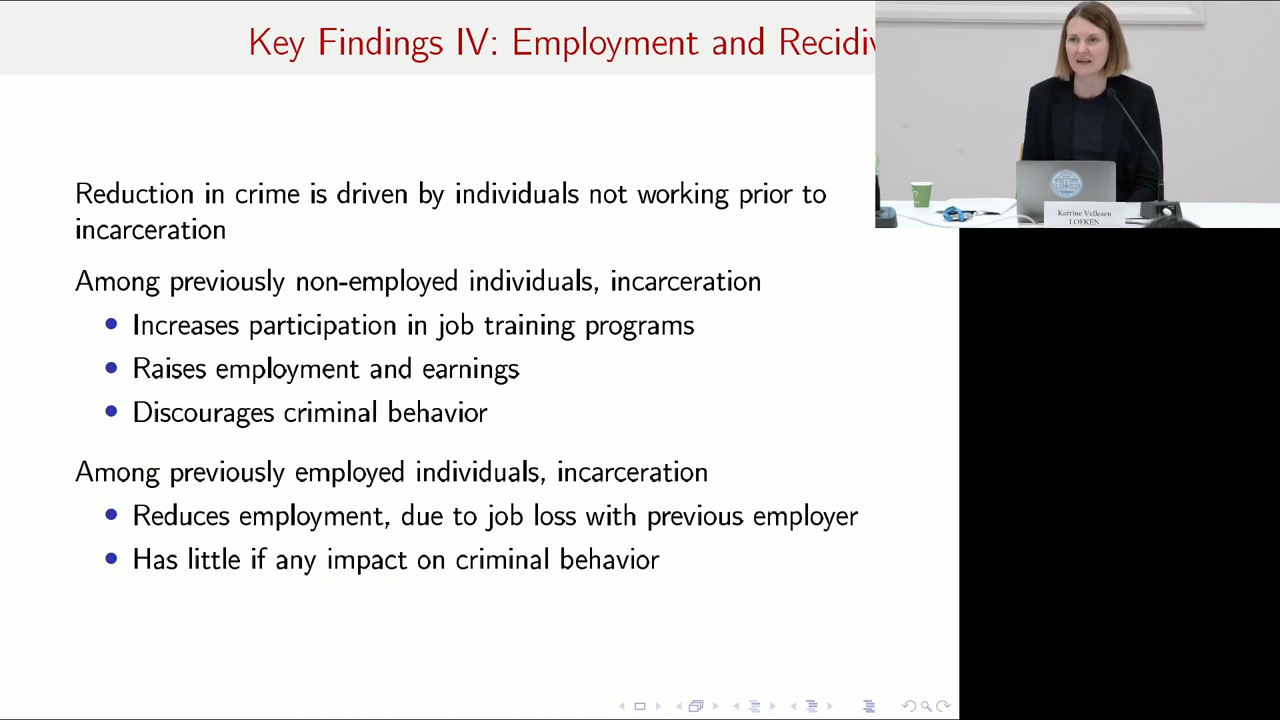 Key Findings IV: Employment and Recidiv
Reduction in crime is driven by individuals not working prior to
incarceration
Among previously non-employed individuals, incarceration
• Increases participation in job training programs
• Raises employment and earnings
• Discourages criminal behavior
Among previously employed individuals, incarceration
• Reduces employment, due to job loss with previous employer
• Has little if any impact on criminal behavior
Katrine Vellesen
LOEKEN